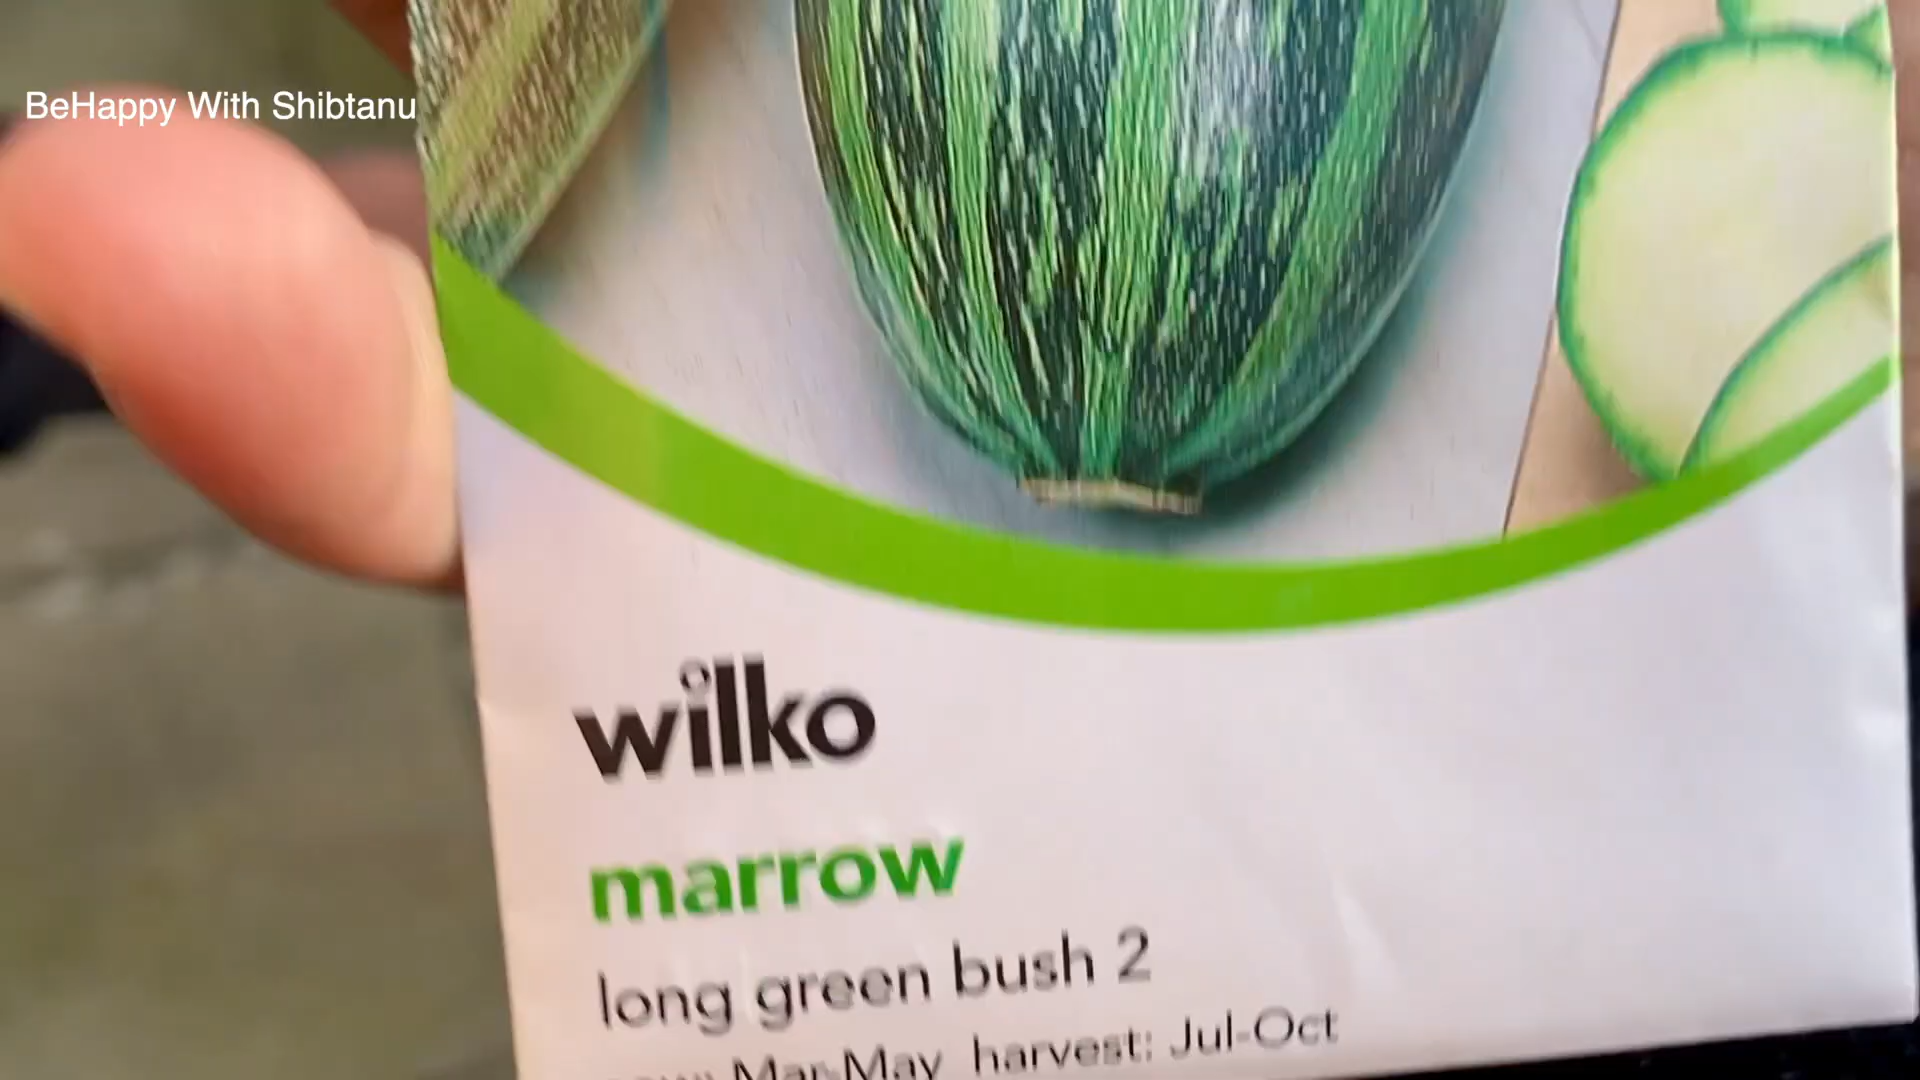 BeHappy With Shibtanu
wilko
marrow
long green bush 2
sow: Mar-May harvest: Jul-Oct